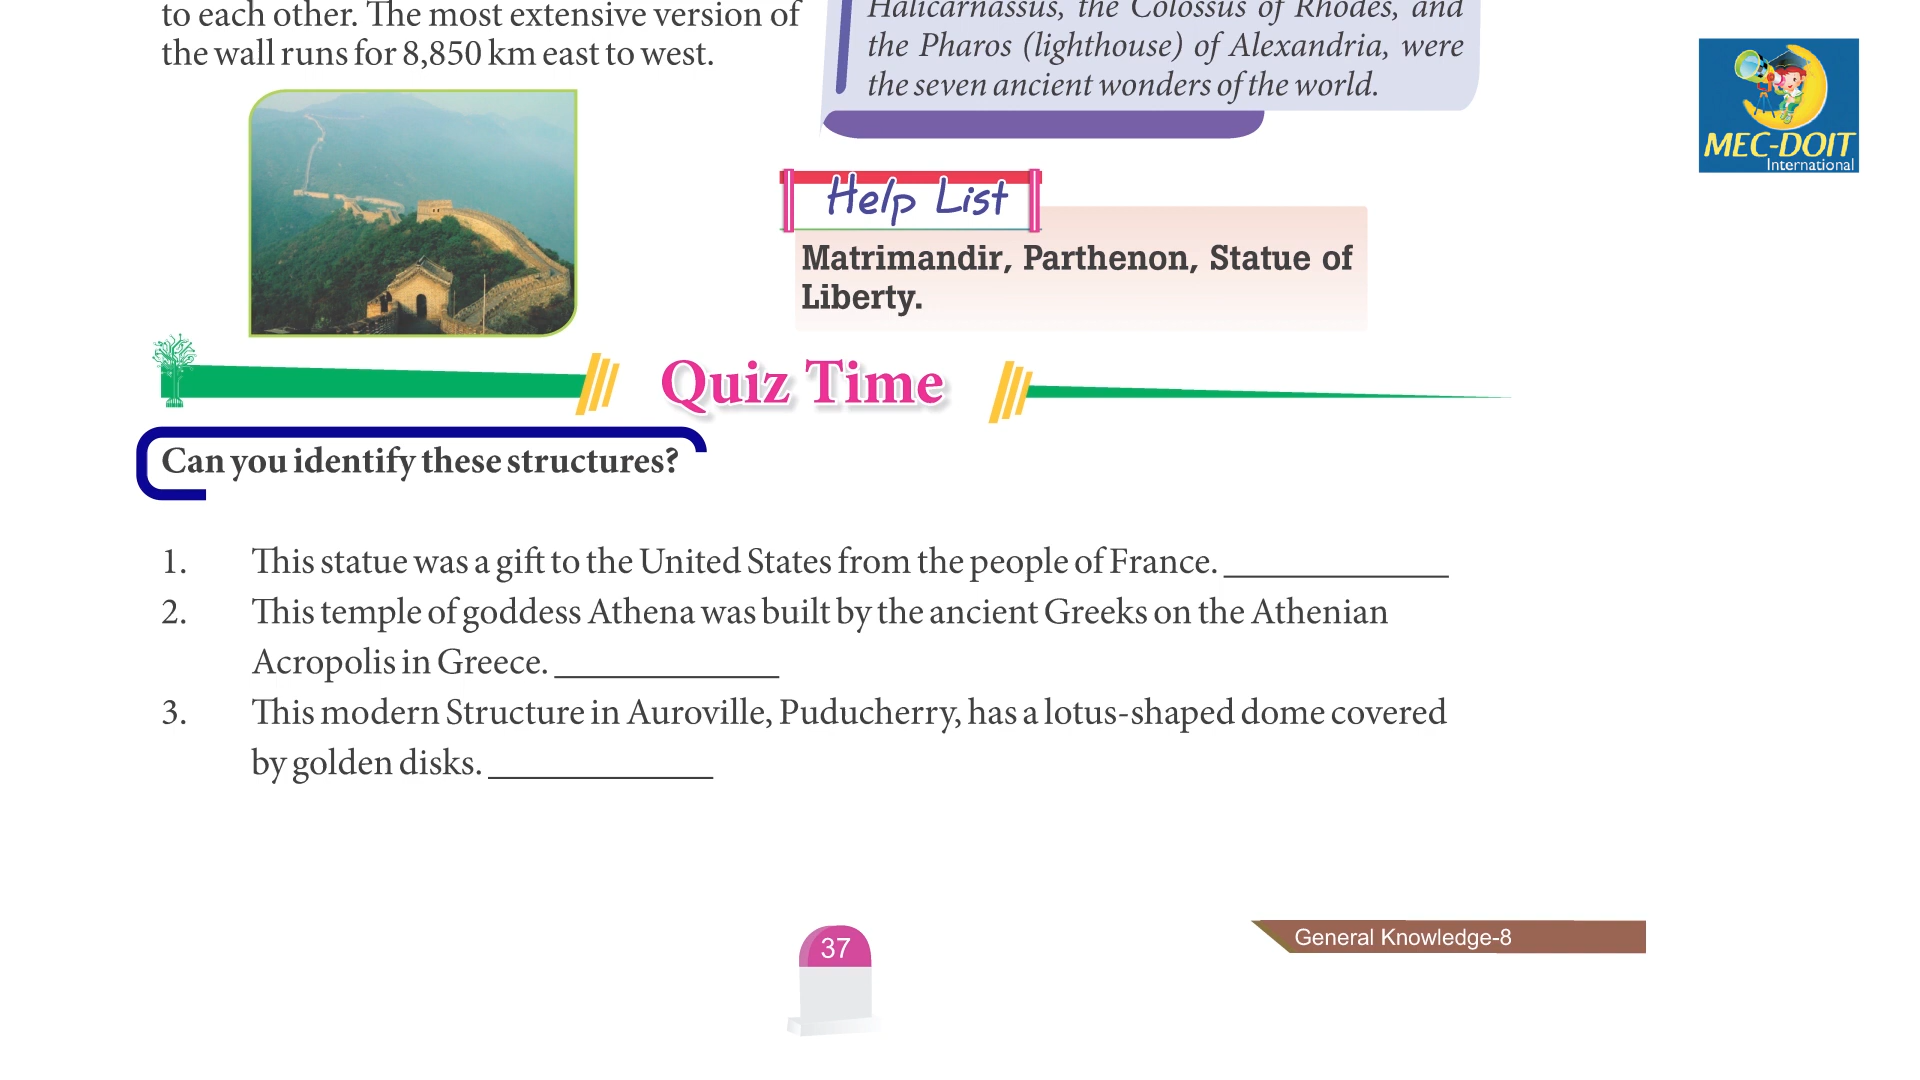 to each other. The most extensive version of
the wall runs for 8,850 km east to west.
Halicarnassus, the Colossus of Rhodes, and
the Pharos (lighthouse) of Alexandria, were
the seven ancient wonders of the world.
MEC-DOIT
International
Help List
Matrimandir, Parthenon, Statue of
Liberty.
Quiz Time
Can you identify these structures?
1. This statue was a gift to the United States from the people of France. ____________
2. This temple of goddess Athena was built by the ancient Greeks on the Athenian
Acropolis in Greece. ____________
3. This modern Structure in Auroville, Puducherry, has a lotus-shaped dome covered
by golden disks. ____________
37
General Knowledge-8